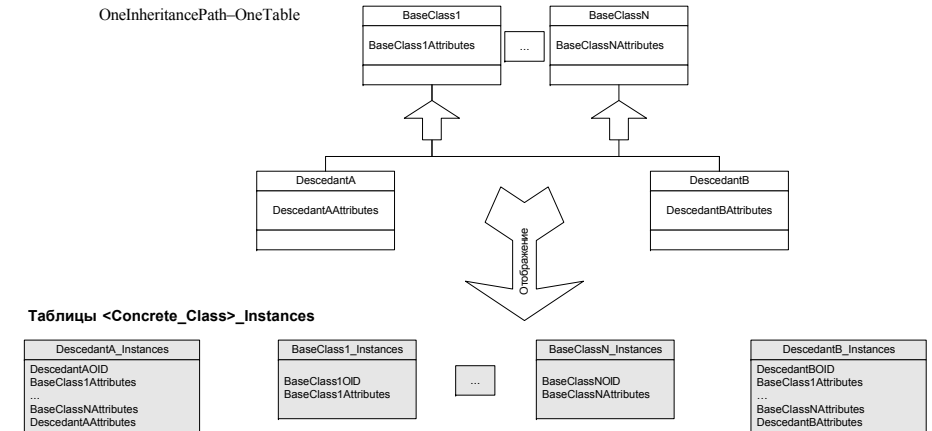 OneInheritancePath–OneTable
BaseClass1
BaseClass1Attributes
...
BaseClassN
BaseClassNAttributes
DescedantA
DescedantAAttributes
DescedantB
DescedantBAttributes
Отображение
Таблицы <Concrete_Class>_Instances
DescedantA_Instances
DescedantAOID
BaseClass1Attributes
...
BaseClassNAttributes
DescedantAAttributes
BaseClass1_Instances
BaseClass1OID
BaseClass1Attributes
...
BaseClassN_Instances
BaseClassNOID
BaseClassNAttributes
DescedantB_Instances
DescedantBOID
BaseClass1Attributes
...
BaseClassNAttributes
DescedantBAttributes